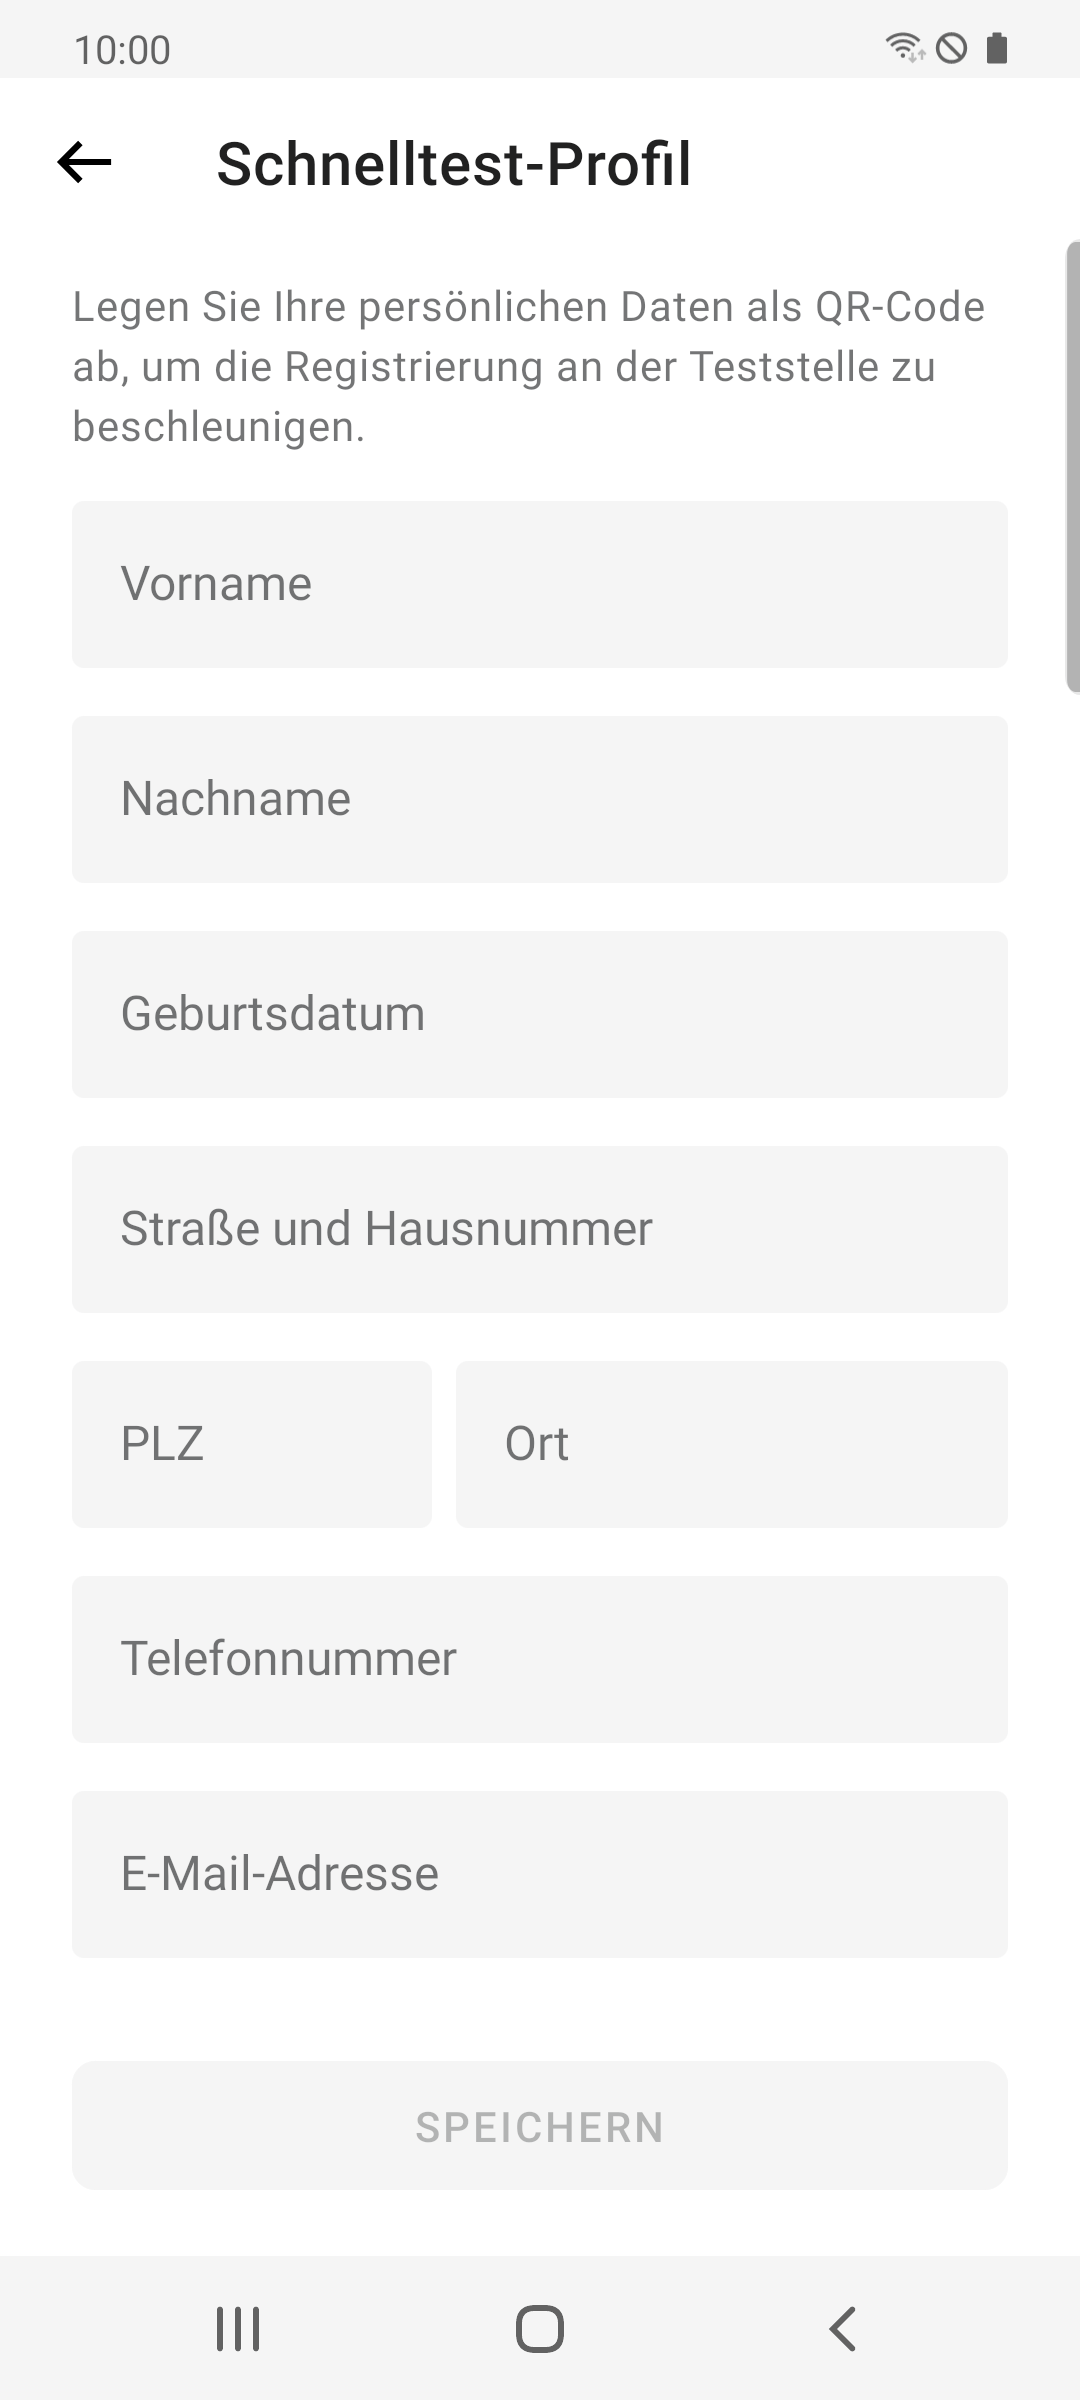 10:00
Schnelltest-Profil
Legen Sie Ihre persönlichen Daten als QR-Code
ab, um die Registrierung an der Teststelle zu
beschleunigen.
Vorname
Nachname
Geburtsdatum
Straße und Hausnummer
PLZ
Ort
Telefonnummer
E-Mail-Adresse
SPEICHERN